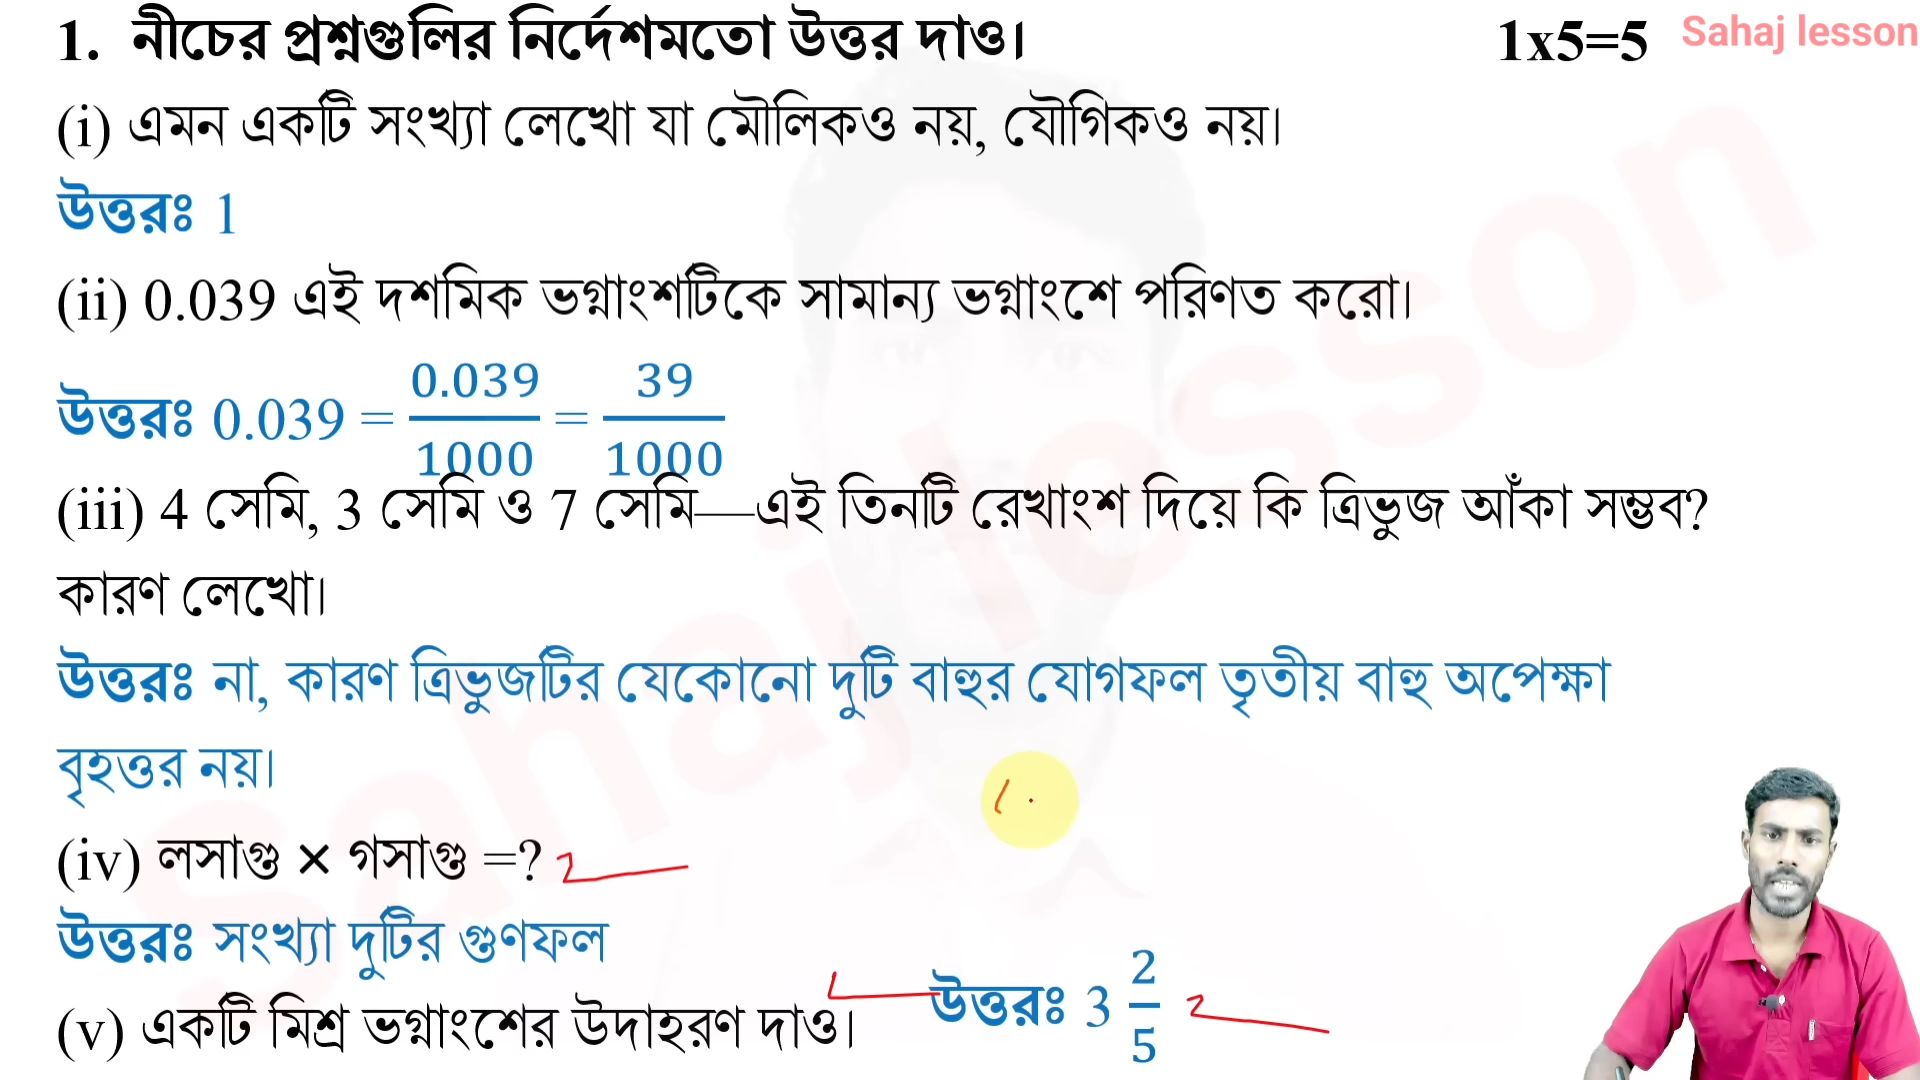 1. নীচের প্রশ্নগুলির নির্দেশমতো উত্তর দাও। 1x5=5 Sahaj lesson
(i) এমন একটি সংখ্যা লেখো যা মৌলিকও নয়, যৌগিকও নয়।
উত্তরঃ 1
(ii) 0.039 এই দশমিক ভগ্নাংশটিকে সামান্য ভগ্নাংশে পরিণত করো।
উত্তরঃ 0.039 = 0.039/1000 = 39/1000
(iii) 4 সেমি, 3 সেমি ও 7 সেমি—এই তিনটি রেখাংশ দিয়ে কি ত্রিভুজ আঁকা সম্ভব?
কারণ লেখো।
উত্তরঃ না, কারণ ত্রিভুজটির যেকোনো দুটি বাহুর যোগফল তৃতীয় বাহু অপেক্ষা
বৃহত্তর নয়।
(iv) লসাগু × গসাগু =?
উত্তরঃ সংখ্যা দুটির গুণফল
(v) একটি মিশ্র ভগ্নাংশের উদাহরণ দাও। উত্তরঃ 3 2/5
Sahaj lesson